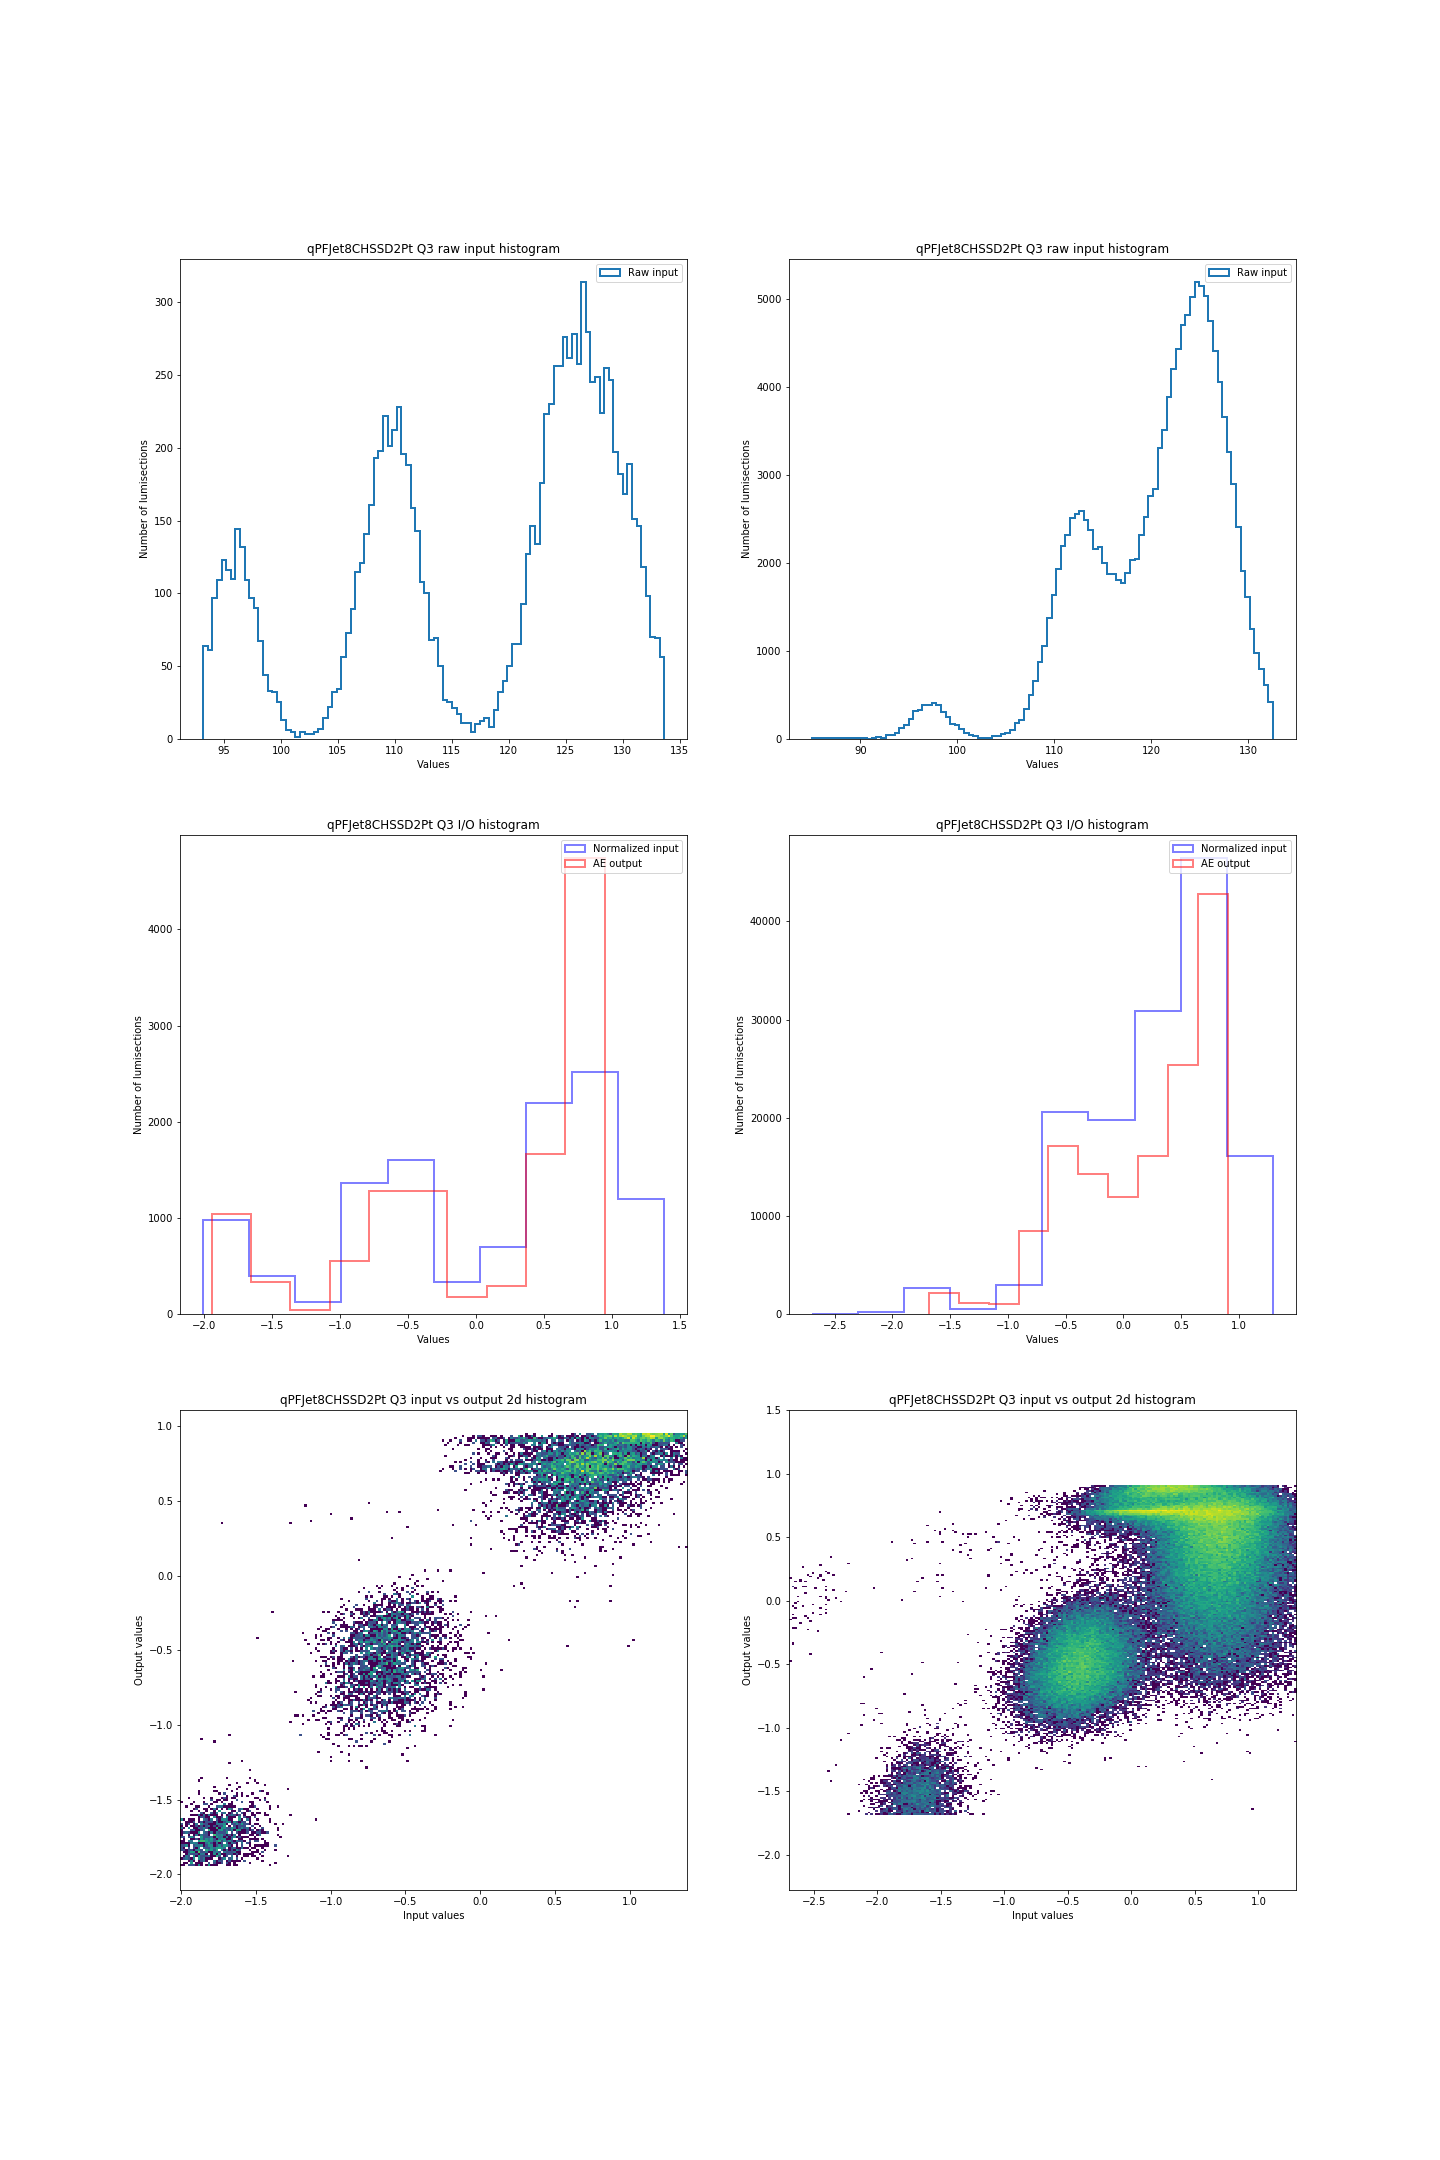 qPFJet8CHSSD2Pt Q3 raw input histogram
Raw input
Number of lumisections
300
250
200
150
100
50
0
95 100 105 110 115 120 125 130 135
Values
qPFJet8CHSSD2Pt Q3 raw input histogram
Raw input
Number of lumisections
5000
4000
3000
2000
1000
0
90 100 110 120 130
Values
qPFJet8CHSSD2Pt Q3 I/O histogram
Normalized input
AE output
Number of lumisections
4000
3000
2000
1000
0
−2.0 −1.5 −1.0 −0.5 0.0 0.5 1.0 1.5
Values
qPFJet8CHSSD2Pt Q3 I/O histogram
Normalized input
AE output
Number of lumisections
40000
30000
20000
10000
0
−2.5 −2.0 −1.5 −1.0 −0.5 0.0 0.5 1.0
Values
qPFJet8CHSSD2Pt Q3 input vs output 2d histogram
Output values
1.0
0.5
0.0
−0.5
−1.0
−1.5
−2.0
−2.0 −1.5 −1.0 −0.5 0.0 0.5 1.0
Input values
qPFJet8CHSSD2Pt Q3 input vs output 2d histogram
Output values
1.5
1.0
0.5
0.0
−0.5
−1.0
−1.5
−2.0
−2.5 −2.0 −1.5 −1.0 −0.5 0.0 0.5 1.0
Input values